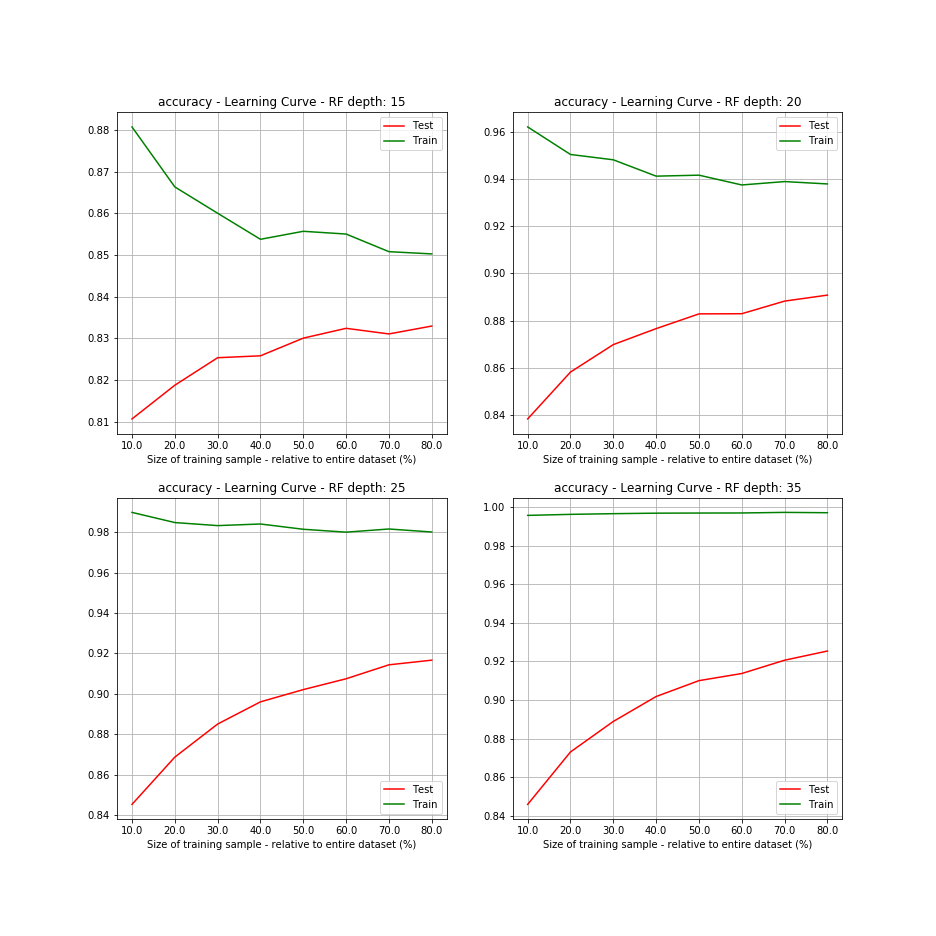 accuracy - Learning Curve - RF depth: 15
0.88
0.87
0.86
0.85
0.84
0.83
0.82
0.81
Test
Train
10.0 20.0 30.0 40.0 50.0 60.0 70.0 80.0
Size of training sample - relative to entire dataset (%)
accuracy - Learning Curve - RF depth: 20
0.96
0.94
0.92
0.90
0.88
0.86
0.84
Test
Train
10.0 20.0 30.0 40.0 50.0 60.0 70.0 80.0
Size of training sample - relative to entire dataset (%)
accuracy - Learning Curve - RF depth: 25
0.98
0.96
0.94
0.92
0.90
0.88
0.86
0.84
Test
Train
10.0 20.0 30.0 40.0 50.0 60.0 70.0 80.0
Size of training sample - relative to entire dataset (%)
accuracy - Learning Curve - RF depth: 35
1.00
0.98
0.96
0.94
0.92
0.90
0.88
0.86
0.84
Test
Train
10.0 20.0 30.0 40.0 50.0 60.0 70.0 80.0
Size of training sample - relative to entire dataset (%)